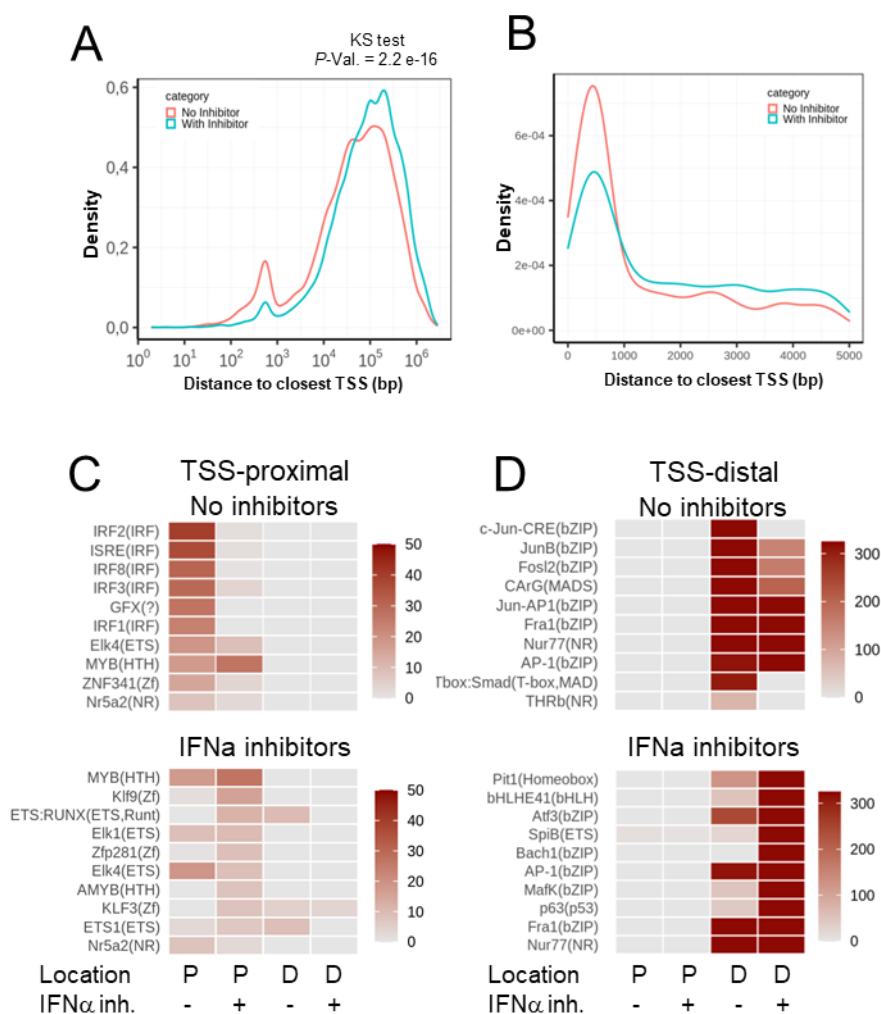 A
KS test
P-Val. = 2.2 e-16
category
No Inhibitor
With Inhibitor
0,6
0,4
0,2
0,0
Density
10^0 10^1 10^2 10^3 10^4 10^5 10^6
Distance to closest TSS (bp)
B
category
No Inhibitor
With Inhibitor
6e-04
4e-04
2e-04
0e+00
Density
0 1000 2000 3000 4000 5000
Distance to closest TSS (bp)
C
TSS-proximal
No inhibitors
IRF2(IRF)
ISRE(IRF)
IRF8(IRF)
IRF3(IRF)
GFX(?)
IRF1(IRF)
Elk4(ETS)
MYB(HTH)
ZNF341(Zf)
Nr5a2(NR)
50
40
30
20
10
0
IFNa inhibitors
MYB(HTH)
Klf9(Zf)
ETS:RUNX(ETS,Runt)
Elk1(ETS)
Zfp281(Zf)
Elk4(ETS)
AMYB(HTH)
KLF3(Zf)
ETS1(ETS)
Nr5a2(NR)
50
40
30
20
10
0
Location P P D D
IFNα inh. - + - +
D
TSS-distal
No inhibitors
c-Jun-CRE(bZIP)
JunB(bZIP)
Fosl2(bZIP)
CArG(MADS)
Jun-AP1(bZIP)
Fra1(bZIP)
Nur77(NR)
AP-1(bZIP)
Tbox:Smad(T-box,MAD)
THRb(NR)
300
200
100
0
IFNa inhibitors
Pit1(Homeobox)
bHLHE41(bHLH)
Atf3(bZIP)
SpiB(ETS)
Bach1(bZIP)
AP-1(bZIP)
MafK(bZIP)
p63(p53)
Fra1(bZIP)
Nur77(NR)
300
200
100
0
P P D D
- + - +